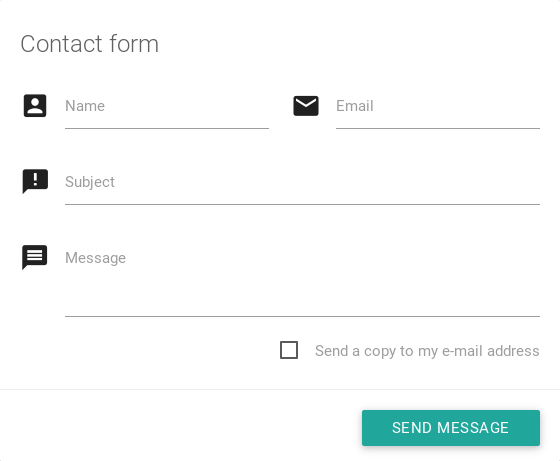 Contact form
Name
Email
Subject
Message
Send a copy to my e-mail address
SEND MESSAGE